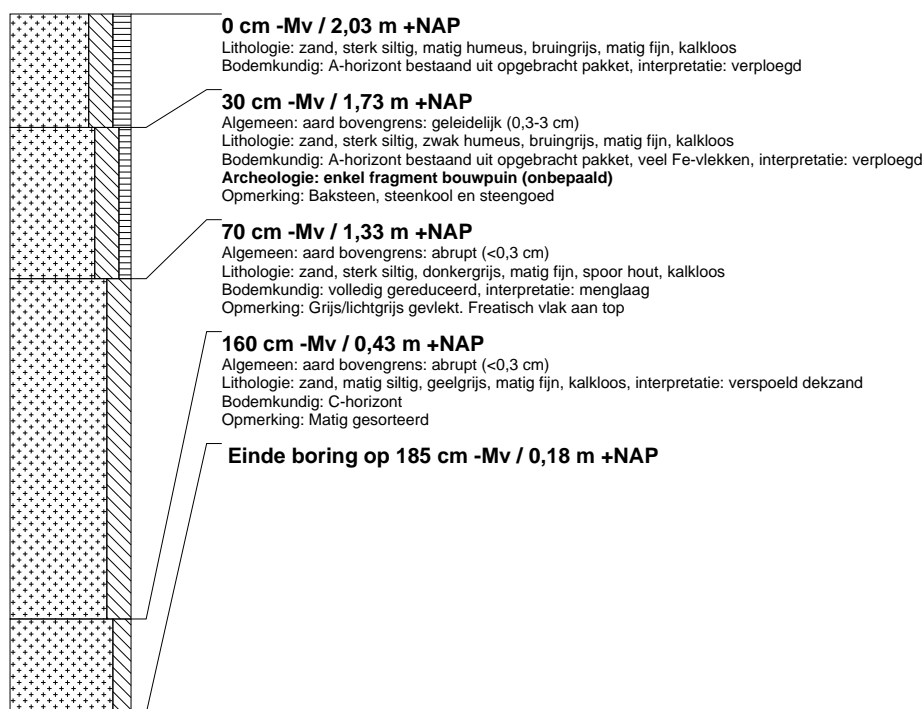 0 cm -Mv / 2,03 m +NAP
Lithologie: zand, sterk siltig, matig humeus, bruingrijs, matig fijn, kalkloos
Bodemkundig: A-horizont bestaand uit opgebracht pakket, interpretatie: verploegd
30 cm -Mv / 1,73 m +NAP
Algemeen: aard bovengrens: geleidelijk (0,3-3 cm)
Lithologie: zand, sterk siltig, zwak humeus, bruingrijs, matig fijn, kalkloos
Bodemkundig: A-horizont bestaand uit opgebracht pakket, veel Fe-vlekken, interpretatie: verploegd
Archeologie: enkel fragment bouwpuin (onbepaald)
Opmerking: Baksteen, steenkool en steengoed
70 cm -Mv / 1,33 m +NAP
Algemeen: aard bovengrens: abrupt (<0,3 cm)
Lithologie: zand, sterk siltig, donkergrijs, matig fijn, spoor hout, kalkloos
Bodemkundig: volledig gereduceerd, interpretatie: menglaag
Opmerking: Grijs/lichtgrijs gevlekt. Freatisch vlak aan top
160 cm -Mv / 0,43 m +NAP
Algemeen: aard bovengrens: abrupt (<0,3 cm)
Lithologie: zand, matig siltig, geelgrijs, matig fijn, kalkloos, interpretatie: verspoeld dekzand
Bodemkundig: C-horizont
Opmerking: Matig gesorteerd
Einde boring op 185 cm -Mv / 0,18 m +NAP